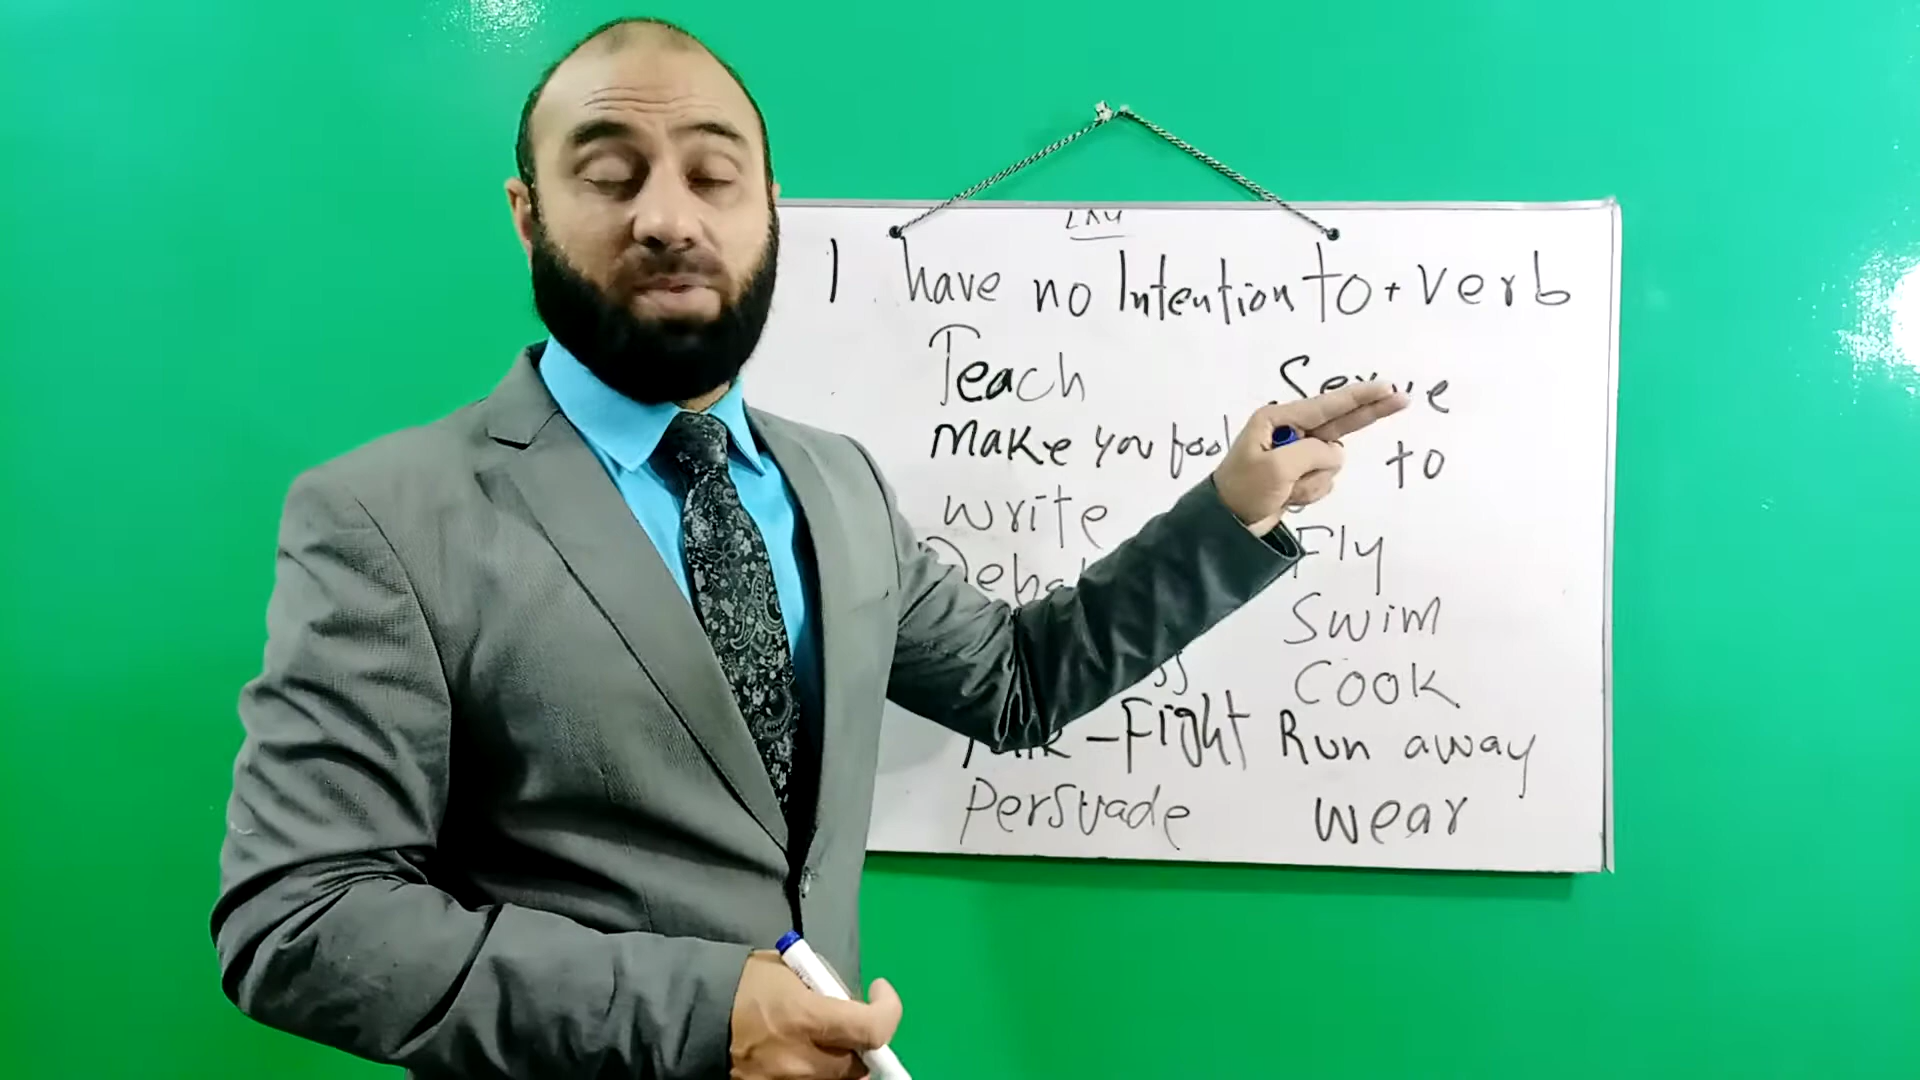 I have no Intention to + verb
Teach
Serve
Make you fool
to
write
Fly
Swim
COOK
- Fight
Run away
Persuade
wear